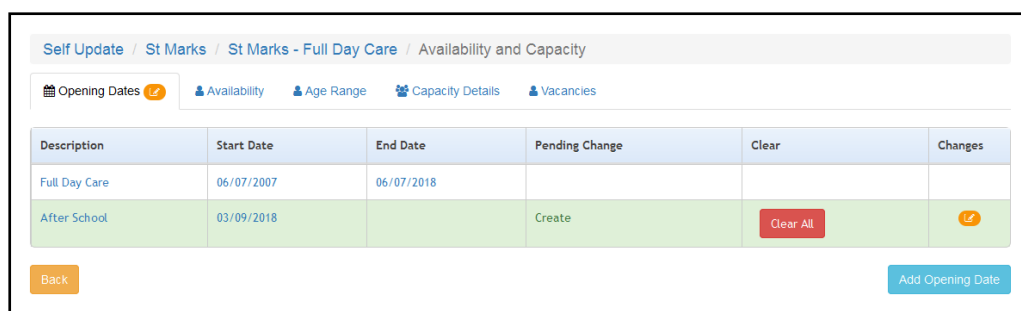 Self Update / St Marks / St Marks - Full Day Care / Availability and Capacity
Opening Dates Availability Age Range Capacity Details Vacancies
Description Start Date End Date Pending Change Clear Changes
Full Day Care 06/07/2007 06/07/2018
After School 03/09/2018 Create Clear All
Back Add Opening Date